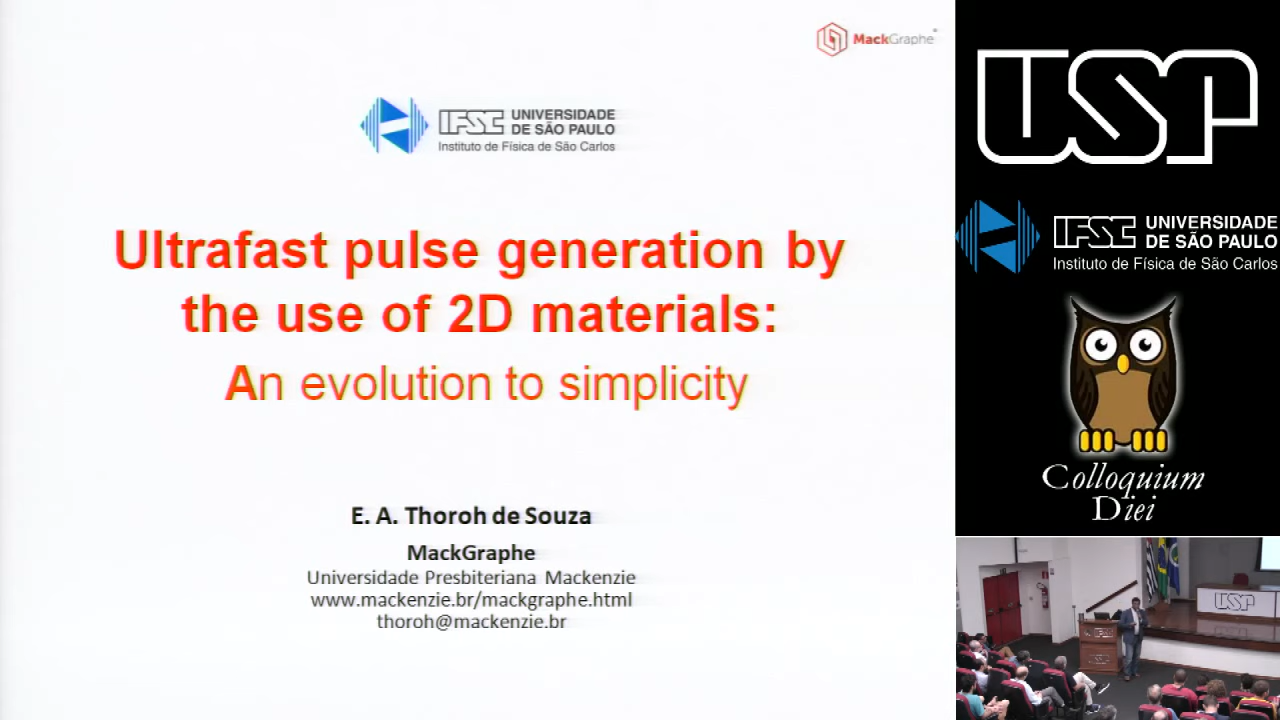 MackGraphe
IFSC UNIVERSIDADE
DE SÃO PAULO
Instituto de Física de São Carlos
Ultrafast pulse generation by
the use of 2D materials:
An evolution to simplicity
E. A. Thoroh de Souza
MackGraphe
Universidade Presbiteriana Mackenzie
www.mackenzie.br/mackgraphe.html
thoroh@mackenzie.br
USP
IFSC UNIVERSIDADE
DE SÃO PAULO
Instituto de Física de São Carlos
Colloquium
Diei
USP